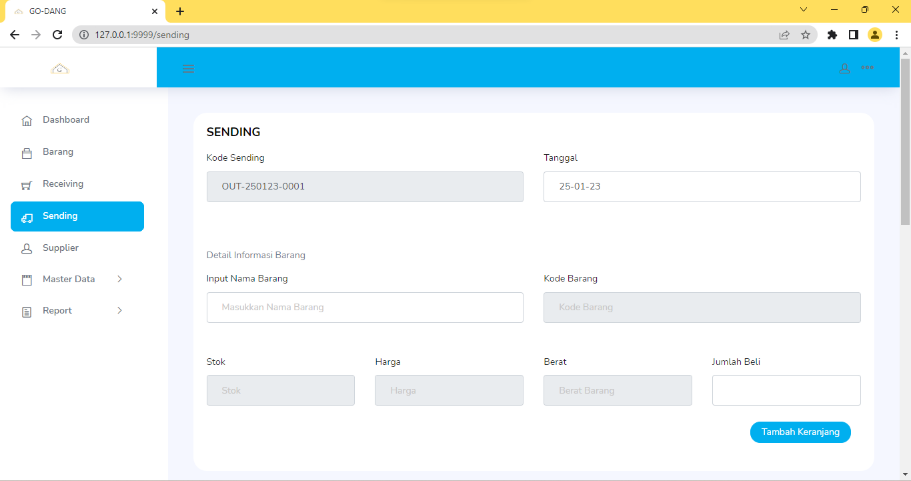 GO-DANG
127.0.0.1:9999/sending
Dashboard
Barang
Receiving
Sending
Supplier
Master Data
Report
SENDING
Kode Sending
Tanggal
OUT-250123-0001
25-01-23
Detail Informasi Barang
Input Nama Barang
Kode Barang
Masukkan Nama Barang
Kode Barang
Stok
Harga
Berat
Jumlah Beli
Stok
Harga
Berat Barang
Tambah Keranjang